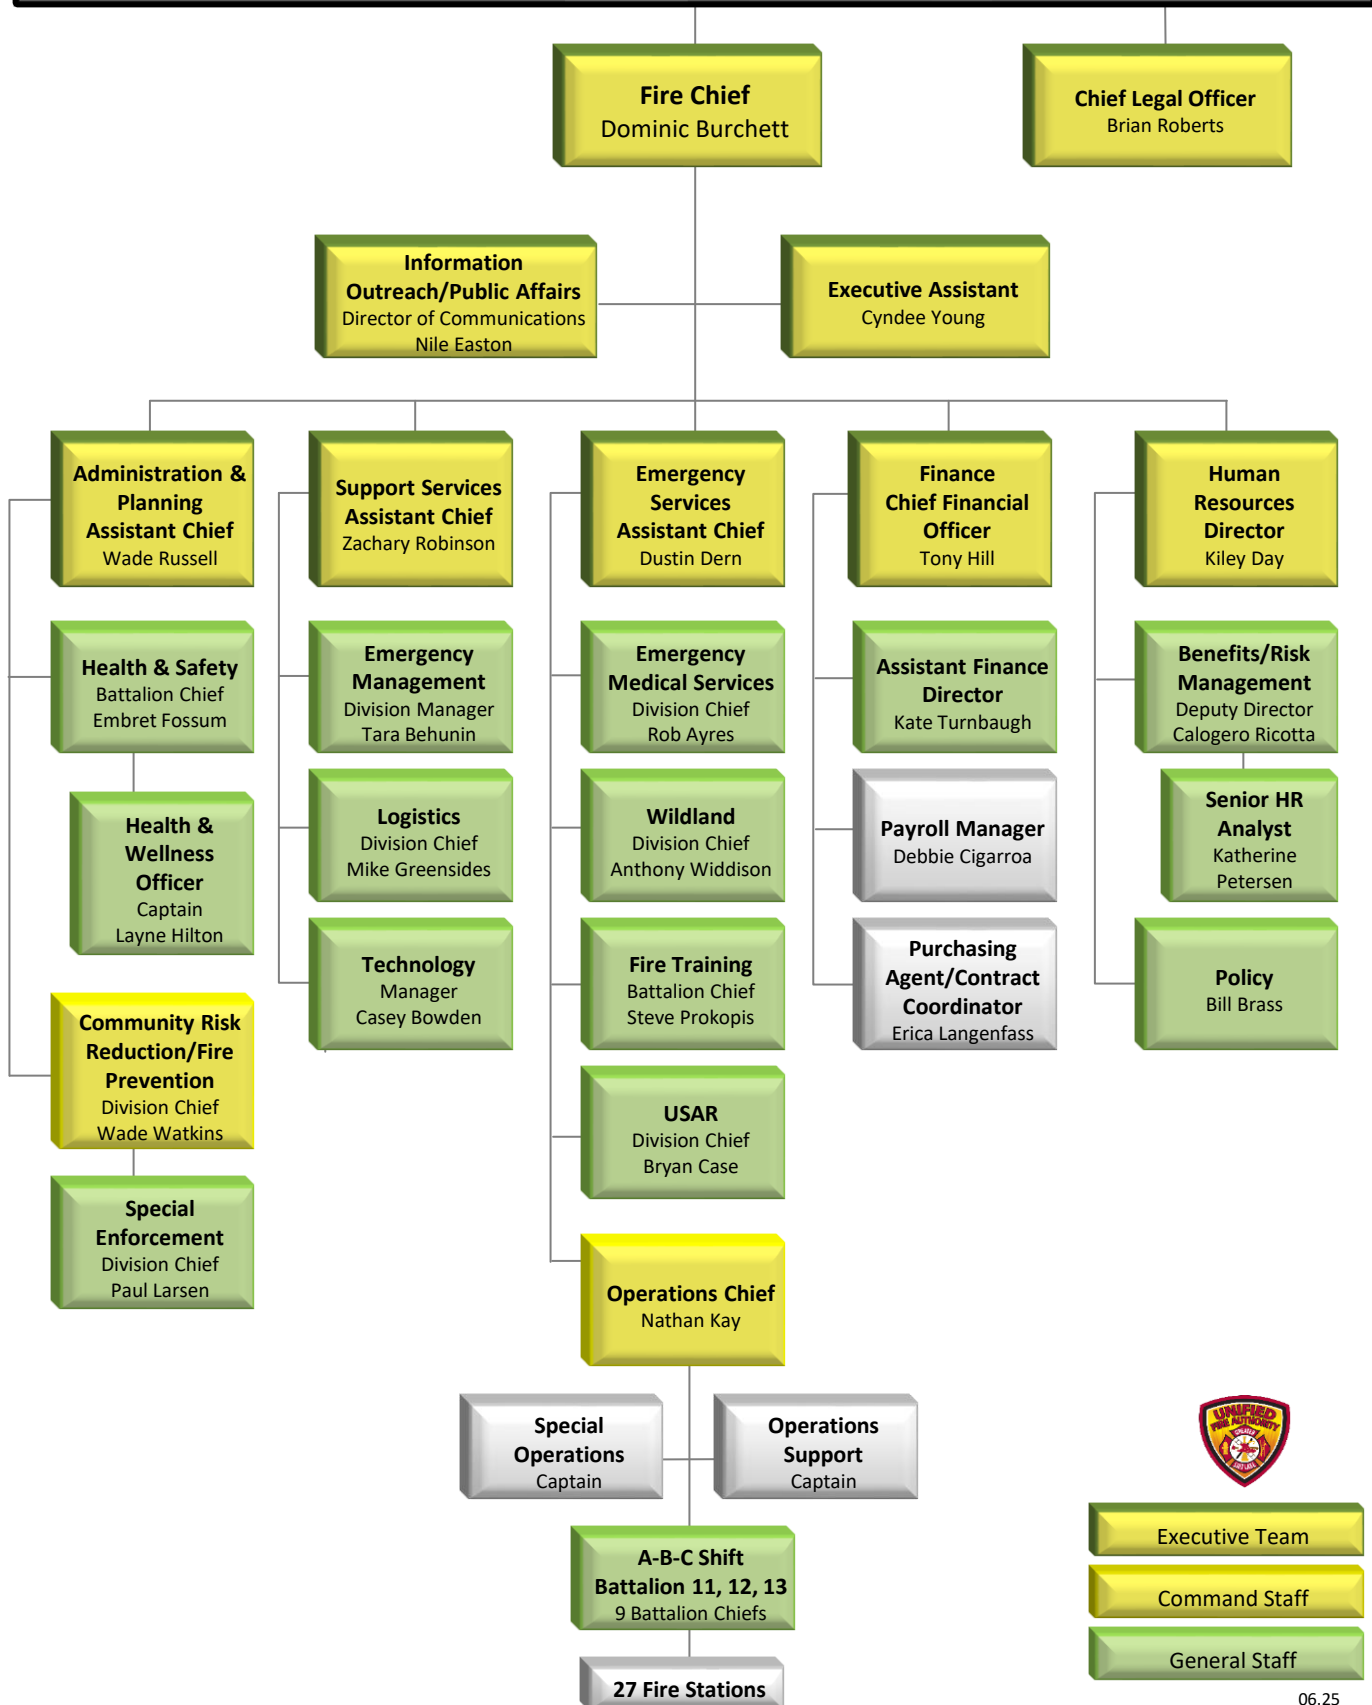 Fire Chief
Dominic Burchett
Chief Legal Officer
Brian Roberts
Information
Outreach/Public Affairs
Director of Communications
Nile Easton
Executive Assistant
Cyndee Young
Administration &
Planning
Assistant Chief
Wade Russell
Support Services
Assistant Chief
Zachary Robinson
Emergency
Services
Assistant Chief
Dustin Dern
Finance
Chief Financial
Officer
Tony Hill
Human
Resources
Director
Kiley Day
Health & Safety
Battalion Chief
Embret Fossum
Emergency
Management
Division Manager
Tara Behunin
Emergency
Medical Services
Division Chief
Rob Ayres
Assistant Finance
Director
Kate Turnbaugh
Benefits/Risk
Management
Deputy Director
Calogero Ricotta
Health &
Wellness
Officer
Captain
Layne Hilton
Logistics
Division Chief
Mike Greensides
Wildland
Division Chief
Anthony Widdison
Payroll Manager
Debbie Cigarroa
Senior HR
Analyst
Katherine
Petersen
Technology
Manager
Casey Bowden
Fire Training
Battalion Chief
Steve Prokopis
Purchasing
Agent/Contract
Coordinator
Erica Langenfass
Policy
Bill Brass
Community Risk
Reduction/Fire
Prevention
Division Chief
Wade Watkins
USAR
Division Chief
Bryan Case
Special
Enforcement
Division Chief
Paul Larsen
Operations Chief
Nathan Kay
Special
Operations
Captain
Operations
Support
Captain
A-B-C Shift
Battalion 11, 12, 13
9 Battalion Chiefs
27 Fire Stations
UNIFIED
FIRE AUTHORITY
GREATER
SALT LAKE
Executive Team
Command Staff
General Staff
06.25